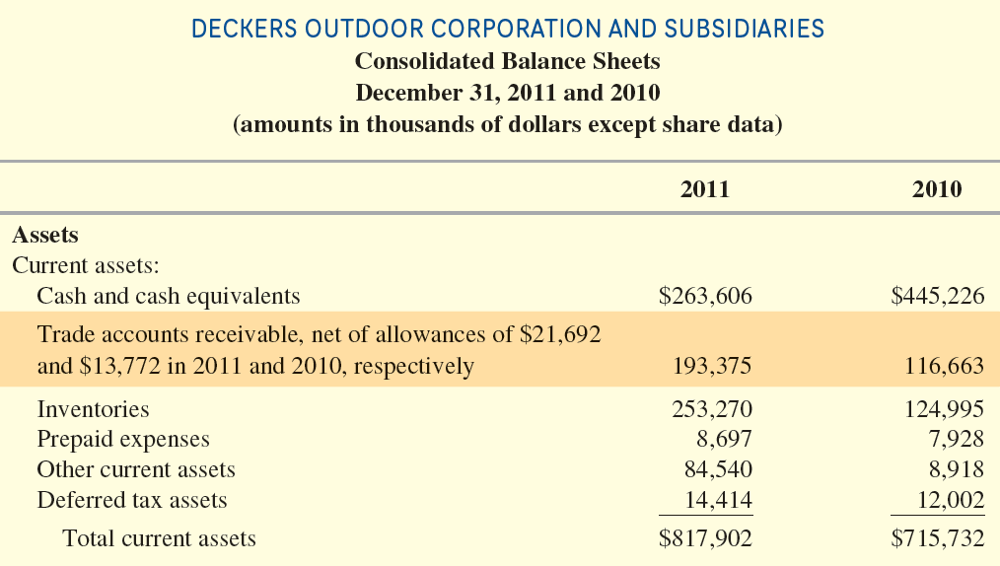 DECKERS OUTDOOR CORPORATION AND SUBSIDIARIES
Consolidated Balance Sheets
December 31, 2011 and 2010
(amounts in thousands of dollars except share data)
2011 2010
Assets
Current assets:
Cash and cash equivalents $263,606 $445,226
Trade accounts receivable, net of allowances of $21,692
and $13,772 in 2011 and 2010, respectively 193,375 116,663
Inventories 253,270 124,995
Prepaid expenses 8,697 7,928
Other current assets 84,540 8,918
Deferred tax assets 14,414 12,002
Total current assets $817,902 $715,732